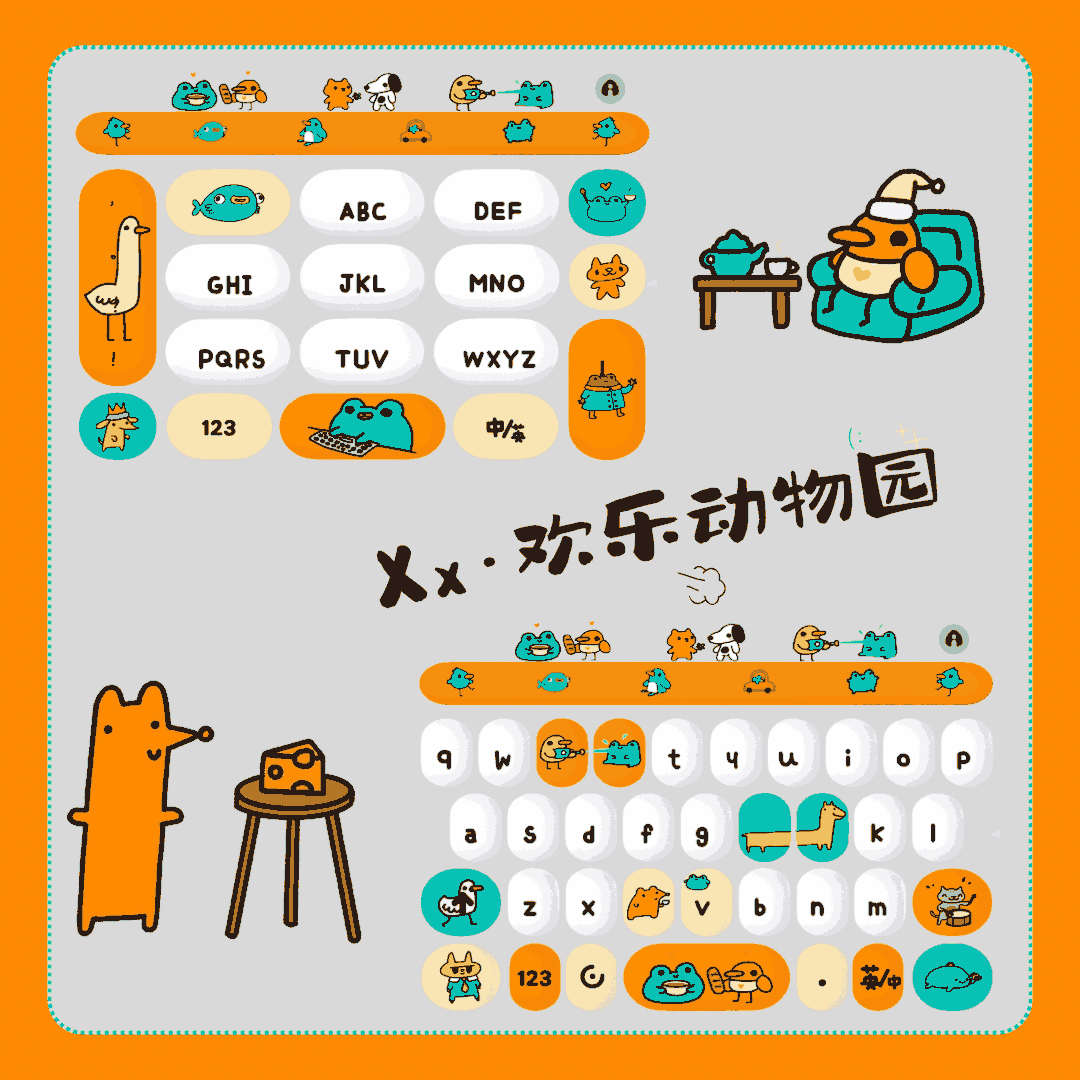 ABC DEF
GHI JKL MNO
PQRS TUV WXYZ
!
123 中/英
Xx·欢乐动物园
q w t y u i o p
a s d f g k l
z x v b n m
123 . 英/中